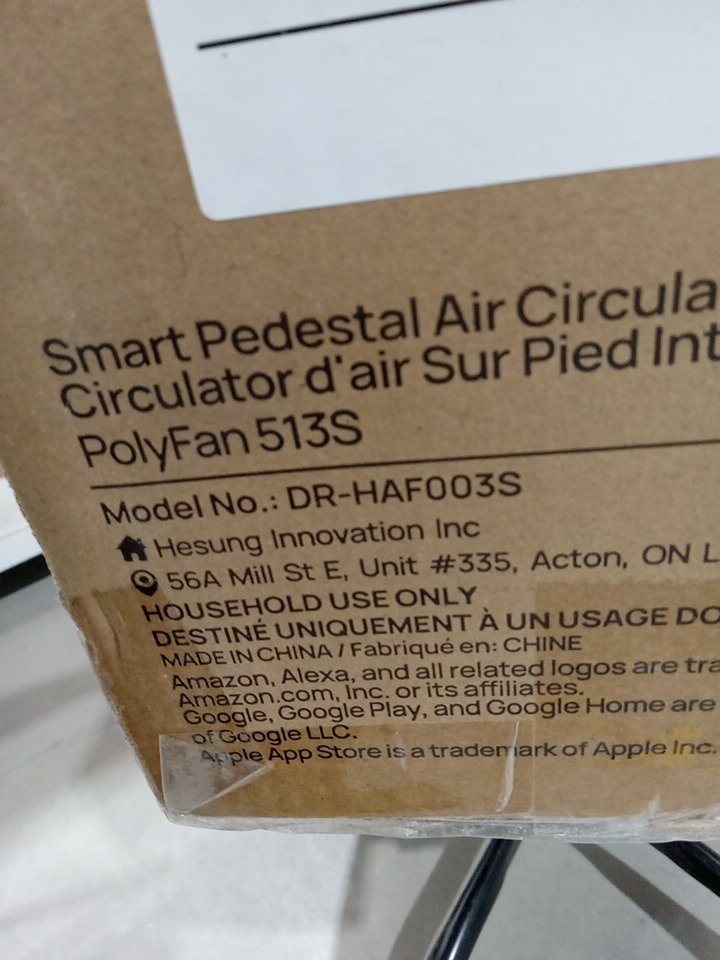 Smart Pedestal Air Circula
Circulator d'air Sur Pied Int
PolyFan 513S
Model No.: DR-HAF003S
Hesung Innovation Inc
56A Mill St E, Unit #335, Acton, ON L
HOUSEHOLD USE ONLY
DESTINÉ UNIQUEMENT À UN USAGE DO
MADE IN CHINA / Fabriqué en: CHINE
Amazon, Alexa, and all related logos are tra
Amazon.com, Inc. or its affiliates.
Google, Google Play, and Google Home are
of Google LLC.
Apple App Store is a trademark of Apple Inc.